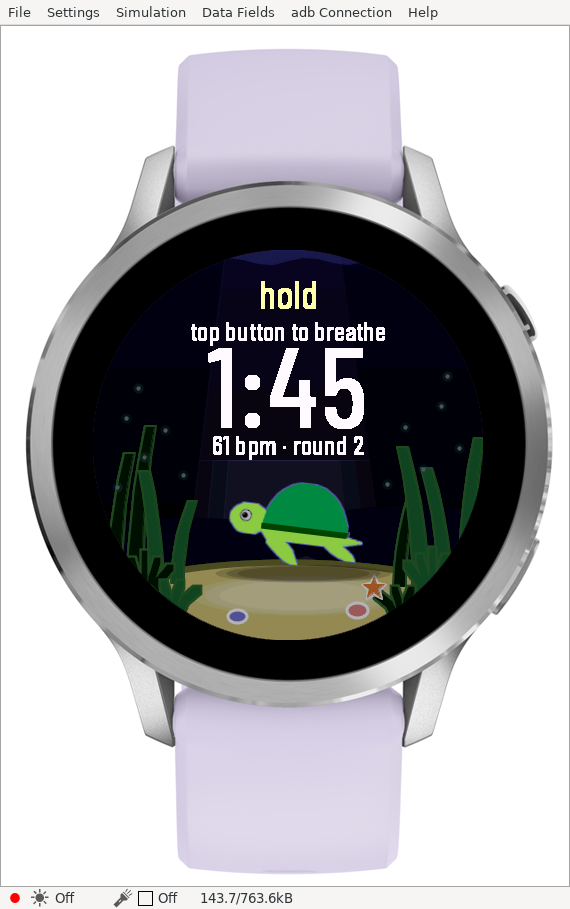 File Settings Simulation Data Fields adb Connection Help
hold
top button to breathe
1:45
61 bpm · round 2
Off Off 143.7/763.6kB